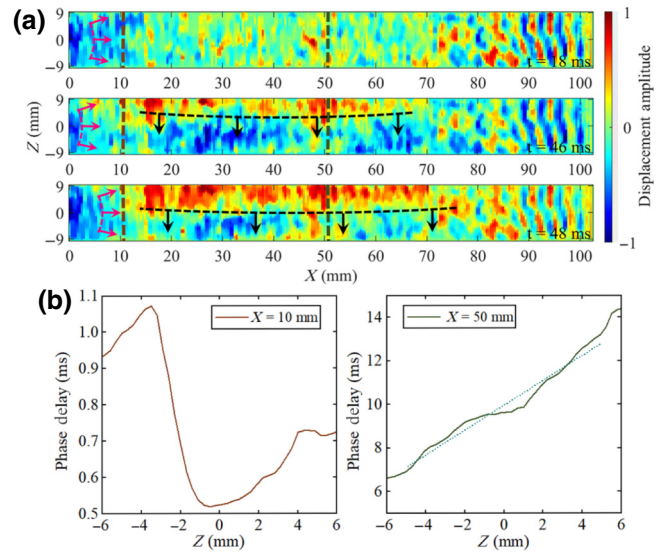 (a)
9
0
-9
0 10 20 30 40 50 60 70 80 90 100
t = 18 ms
9
0
-9
0 10 20 30 40 50 60 70 80 90 100
t = 46 ms
9
0
-9
0 10 20 30 40 50 60 70 80 90 100
t = 48 ms
Z (mm)
X (mm)
1
0
−1
Displacement amplitude
(b)
1.1
1.0
0.9
0.8
0.7
0.6
0.5
−6 −4 −2 0 2 4 6
Phase delay (ms)
Z (mm)
X = 10 mm
14
12
10
8
6
−6 −4 −2 0 2 4 6
Phase delay (ms)
Z (mm)
X = 50 mm